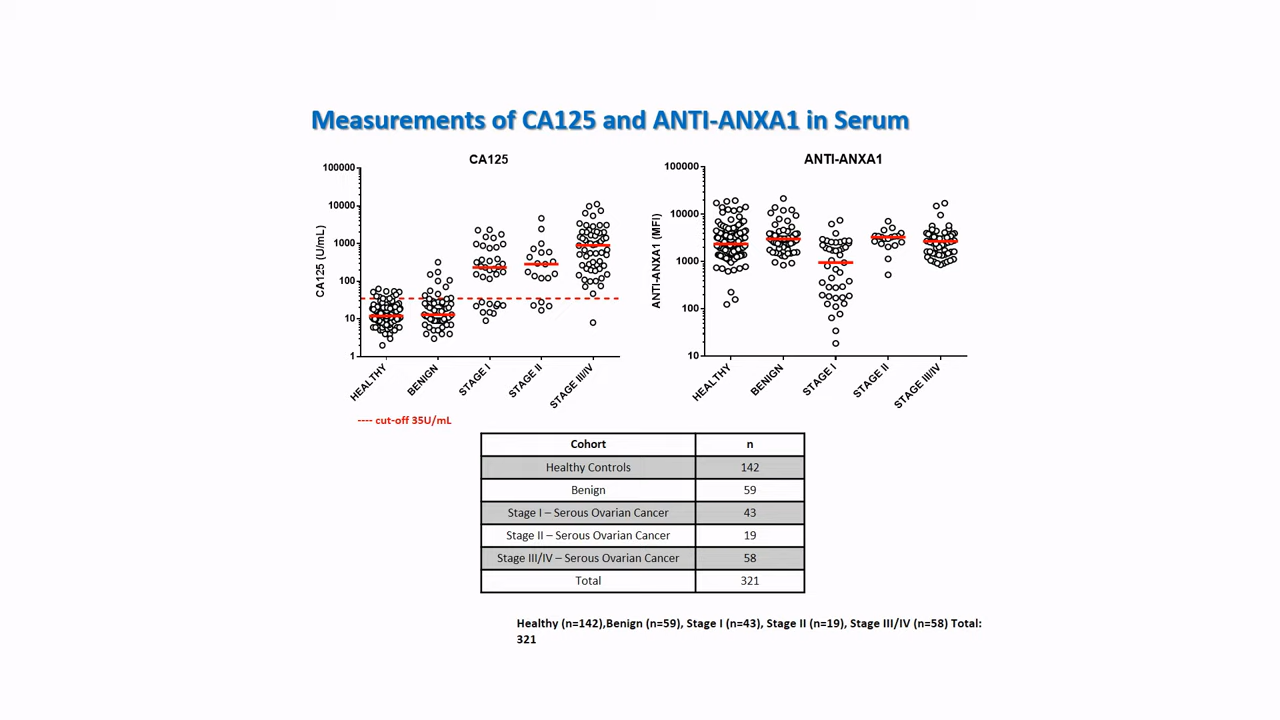 Measurements of CA125 and ANTI-ANXA1 in Serum
CA125
100000
10000
1000
100
10
1
CA125 (U/mL)
HEALTHY
BENIGN
STAGE I
STAGE II
STAGE III/IV
---- cut-off 35U/mL
ANTI-ANXA1
100000
10000
1000
100
10
ANTI-ANXA1 (MFI)
HEALTHY
BENIGN
STAGE I
STAGE II
STAGE III/IV
Cohort n
Healthy Controls 142
Benign 59
Stage I – Serous Ovarian Cancer 43
Stage II – Serous Ovarian Cancer 19
Stage III/IV – Serous Ovarian Cancer 58
Total 321
Healthy (n=142),Benign (n=59), Stage I (n=43), Stage II (n=19), Stage III/IV (n=58) Total:
321